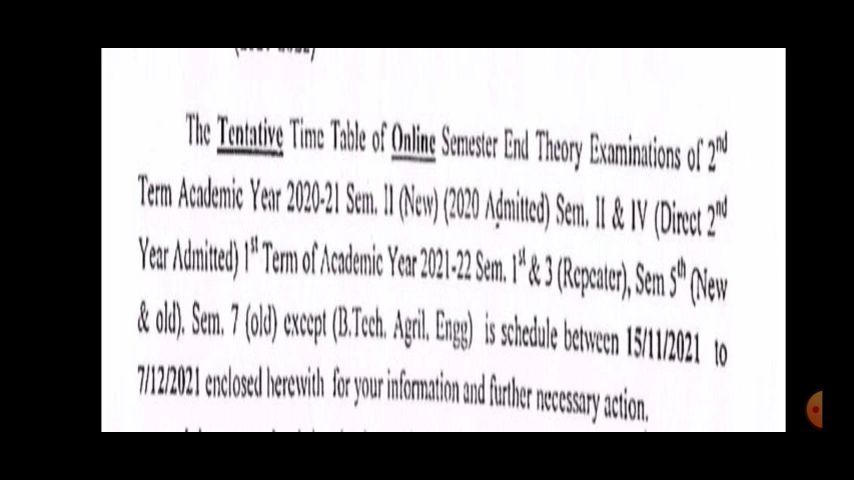 The Tentative Time Table of Online Semester End Theory Examinations of 2nd
Term Academic Year 2020-21 Sem. II (New) (2020 Admitted) Sem. II & IV (Direct 2nd
Year Admitted) 1st Term of Academic Year 2021-22 Sem. 1st & 3 (Repeater), Sem 5th (New
& old). Sem. 7 (old) except (B.Tech. Agril. Engg) is schedule between 15/11/2021 to
7/12/2021 enclosed herewith for your information and further necessary action.